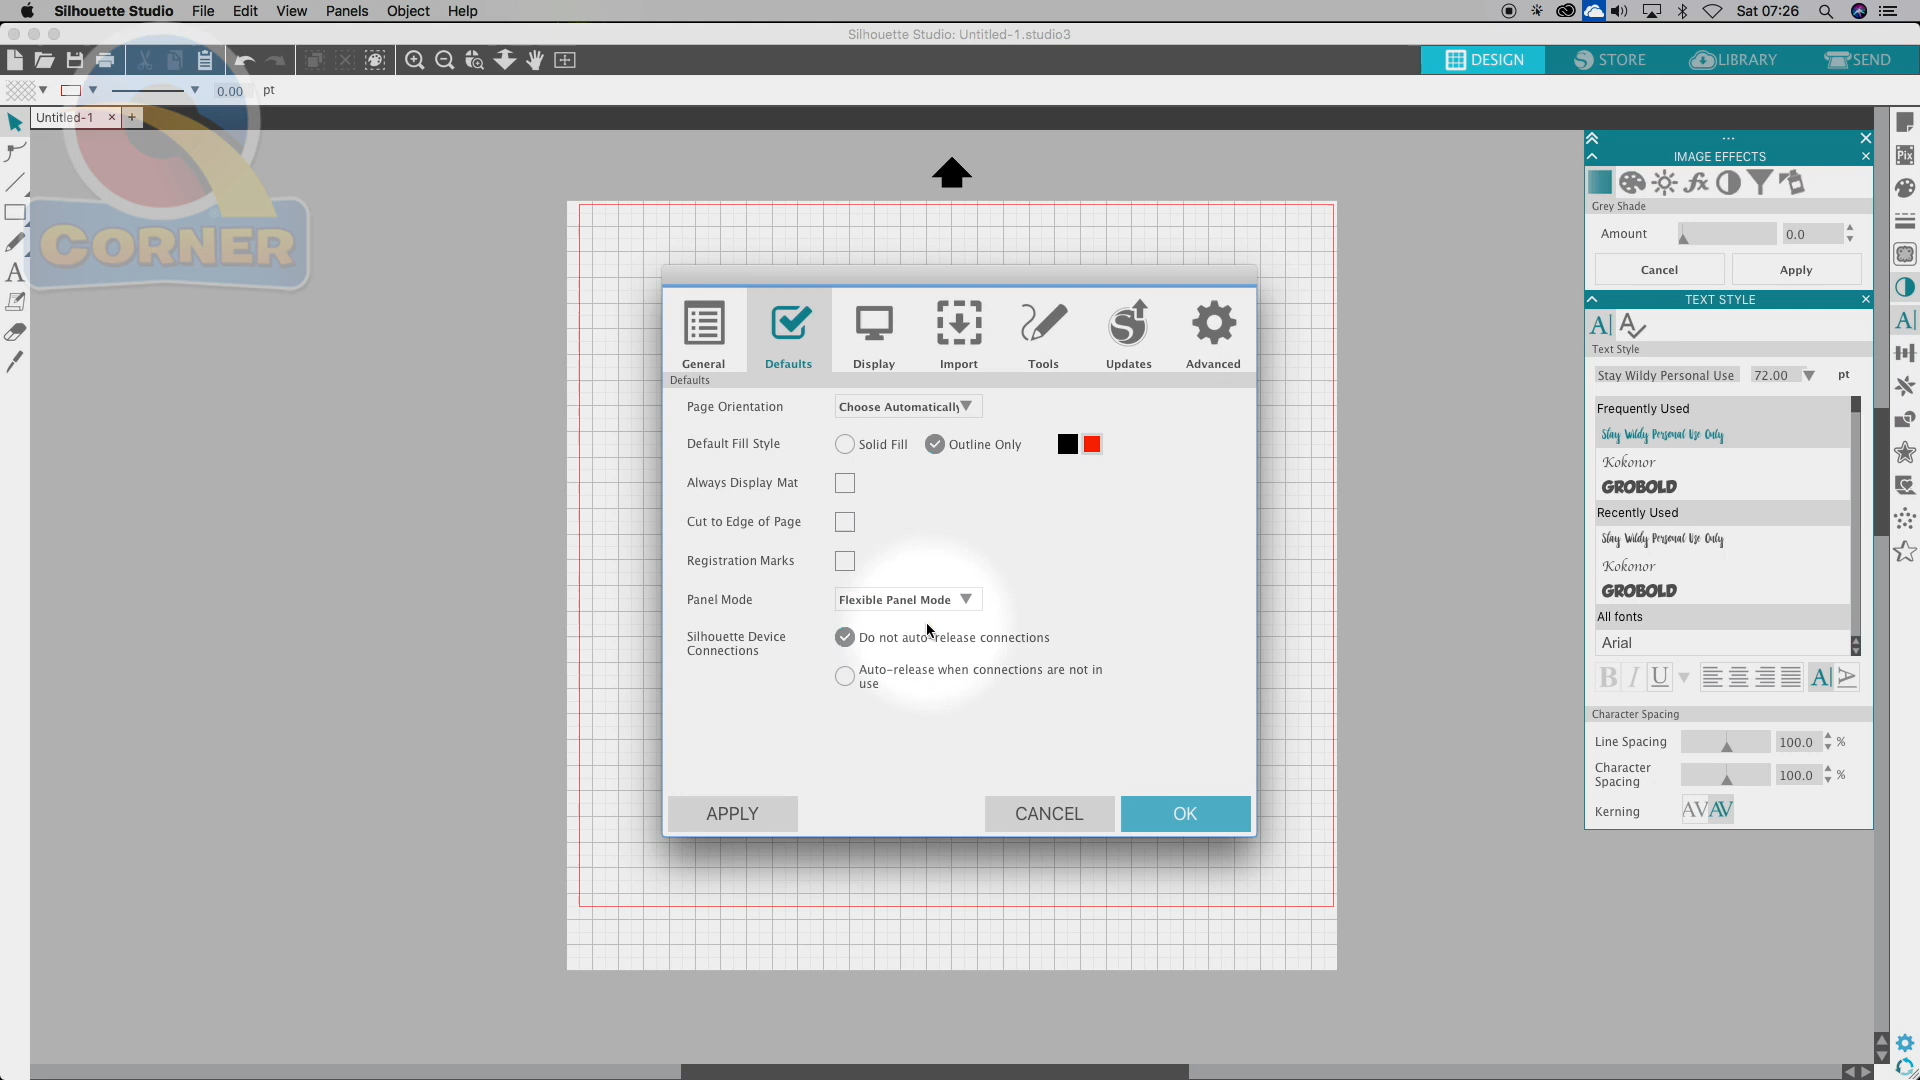 Silhouette Studio File Edit View Panels Object Help
Sat 07:26
Silhouette Studio: Untitled-1.studio3
DESIGN
STORE
LIBRARY
SEND
0.00 pt
Untitled-1 × +
CORNER
IMAGE EFFECTS
Grey Shade
Amount 0.0
Cancel Apply
TEXT STYLE
Text Style
Stay Wildy Personal Use 72.00 pt
Frequently Used
Stay Wildy Personal Use Only
Kokonor
GROBOLD
Recently Used
Stay Wildy Personal Use Only
Kokonor
GROBOLD
All fonts
Arial
B I U
Character Spacing
Line Spacing 100.0 %
Character
Spacing 100.0 %
Kerning AV AV
General Defaults Display Import Tools Updates Advanced
Defaults
Page Orientation Choose Automatically
Default Fill Style Solid Fill Outline Only
Always Display Mat
Cut to Edge of Page
Registration Marks
Panel Mode Flexible Panel Mode
Silhouette Device
Connections
Do not auto-release connections
Auto-release when connections are not in
use
APPLY CANCEL OK
Pix